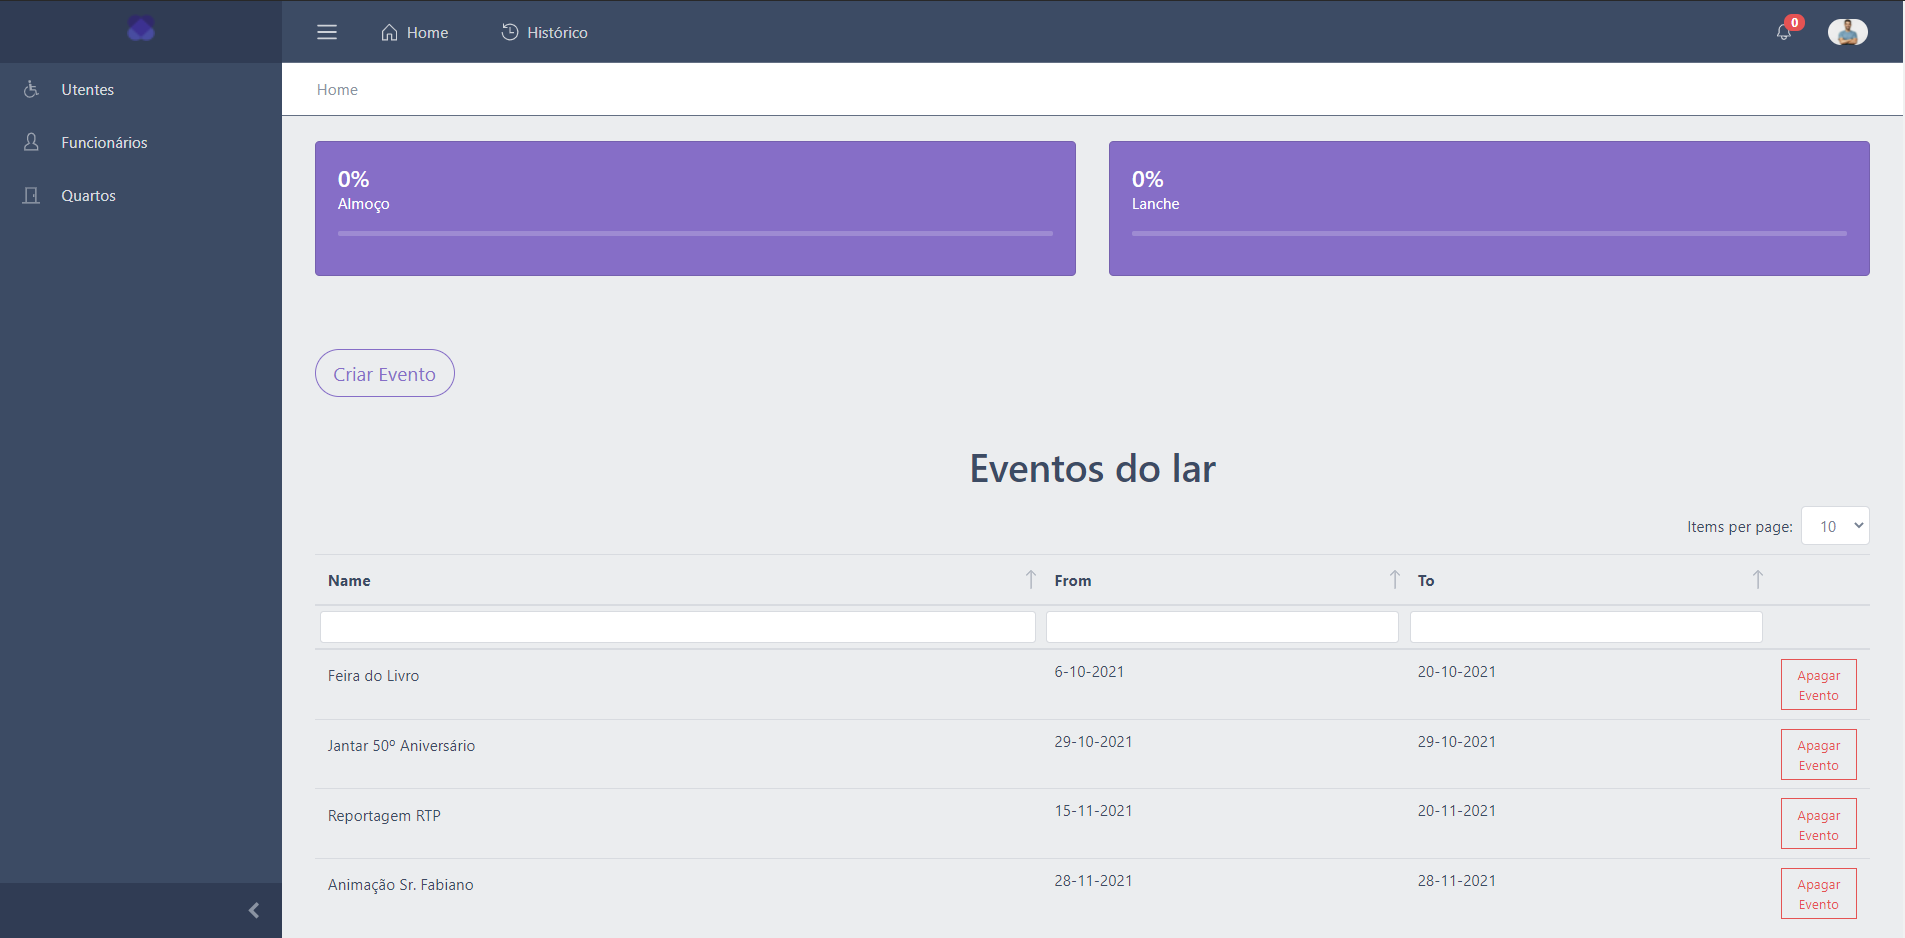 Home
Histórico
0
Utentes
Funcionários
Quartos
Home
0%
Almoço
0%
Lanche
Criar Evento
Eventos do lar
Items per page: 10
Name From To
Feira do Livro 6-10-2021 20-10-2021 Apagar
Evento
Jantar 50º Aniversário 29-10-2021 29-10-2021 Apagar
Evento
Reportagem RTP 15-11-2021 20-11-2021 Apagar
Evento
Animação Sr. Fabiano 28-11-2021 28-11-2021 Apagar
Evento